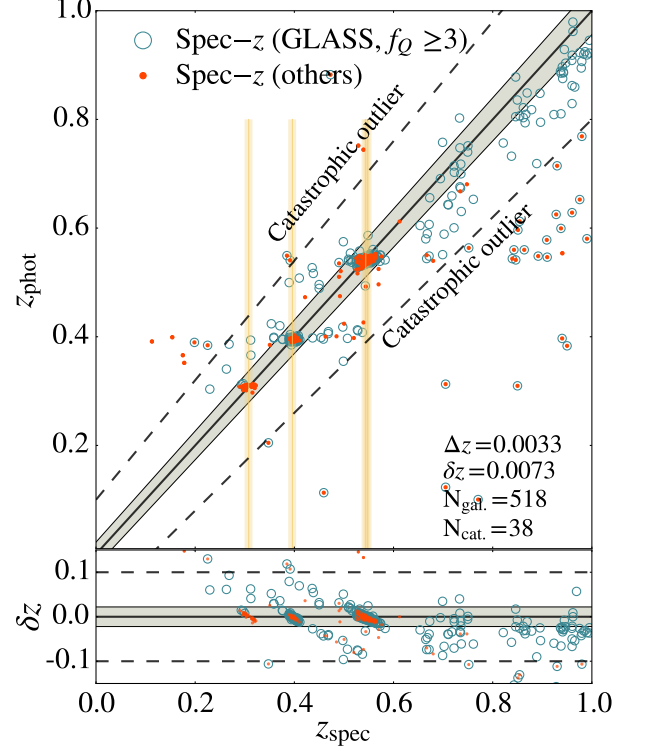 1.0
Spec−z (GLASS, f_Q ≥3)
Spec−z (others)
Catastrophic outlier
0.8
0.6
z_phot
Catastrophic outlier
0.4
0.2
Δz=0.0033
δz=0.0073
N_gal.=518
N_cat.=38
0.1
0.0
δz
-0.1
0.0 0.2 0.4 0.6 0.8 1.0
z_spec